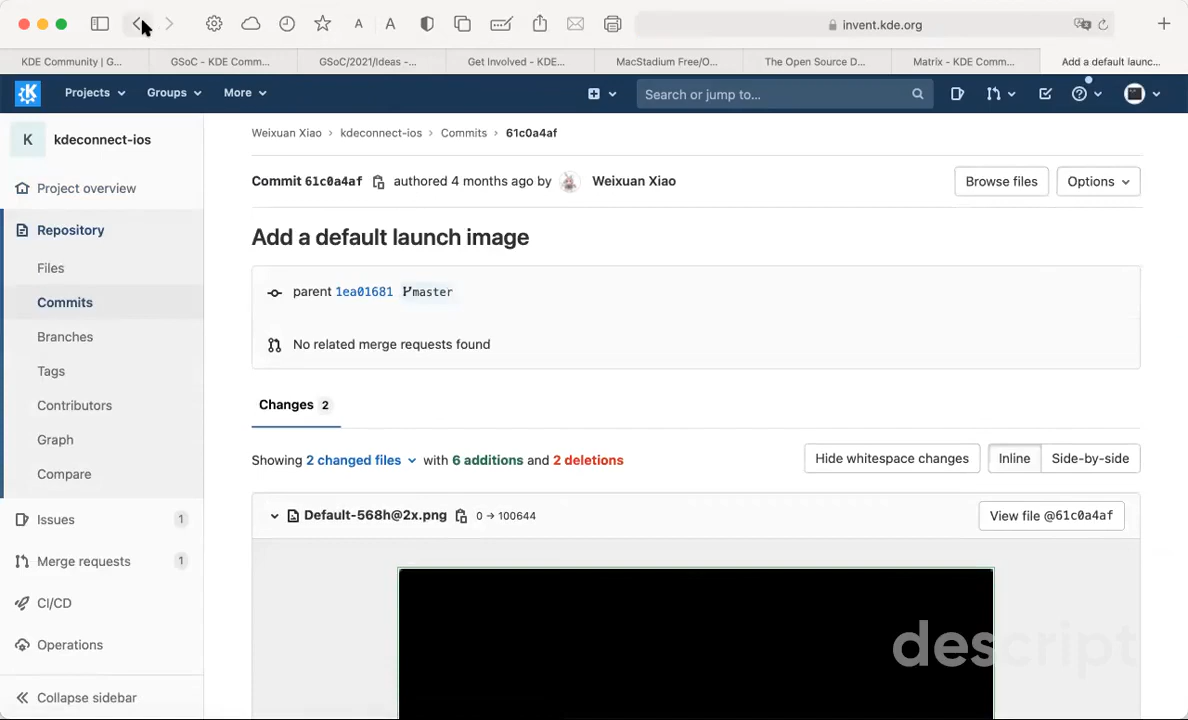 invent.kde.org
KDE Community | G...
GSoC - KDE Comm...
GSoC/2021/Ideas -...
Get Involved - KDE...
MacStadium Free/O...
The Open Source D...
Matrix - KDE Comm...
Add a default launc...
Projects
Groups
More
Search or jump to...
K
kdeconnect-ios
Project overview
Repository
Files
Commits
Branches
Tags
Contributors
Graph
Compare
Issues 1
Merge requests 1
CI/CD
Operations
Collapse sidebar
Weixuan Xiao › kdeconnect-ios › Commits › 61c0a4af
Commit 61c0a4af authored 4 months ago by Weixuan Xiao
Browse files
Options
Add a default launch image
parent 1ea01681 master
No related merge requests found
Changes 2
Showing 2 changed files with 6 additions and 2 deletions
Hide whitespace changes
Inline
Side-by-side
Default-568h@2x.png 0 → 100644
View file @61c0a4af
descript